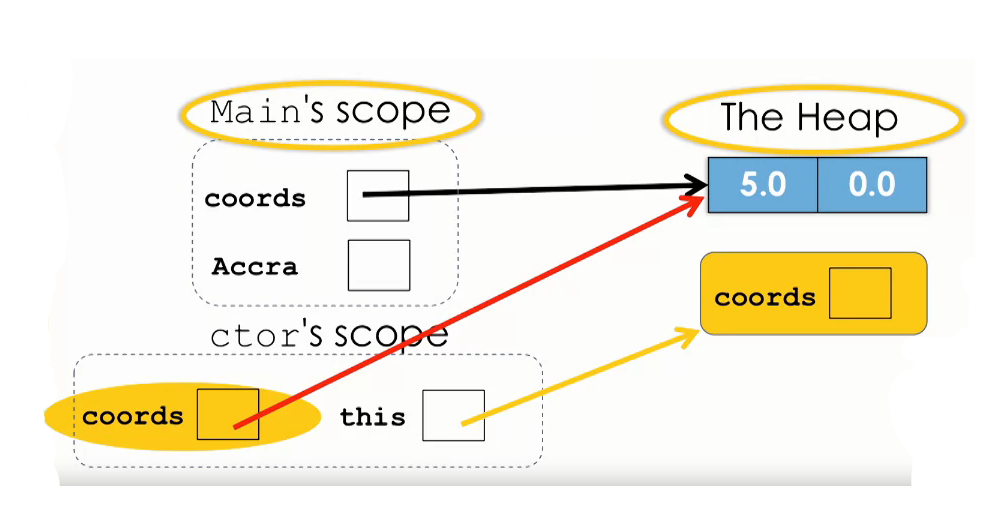 Main's scope
The Heap
coords
5.0 0.0
Accra
coords
ctor's scope
coords this